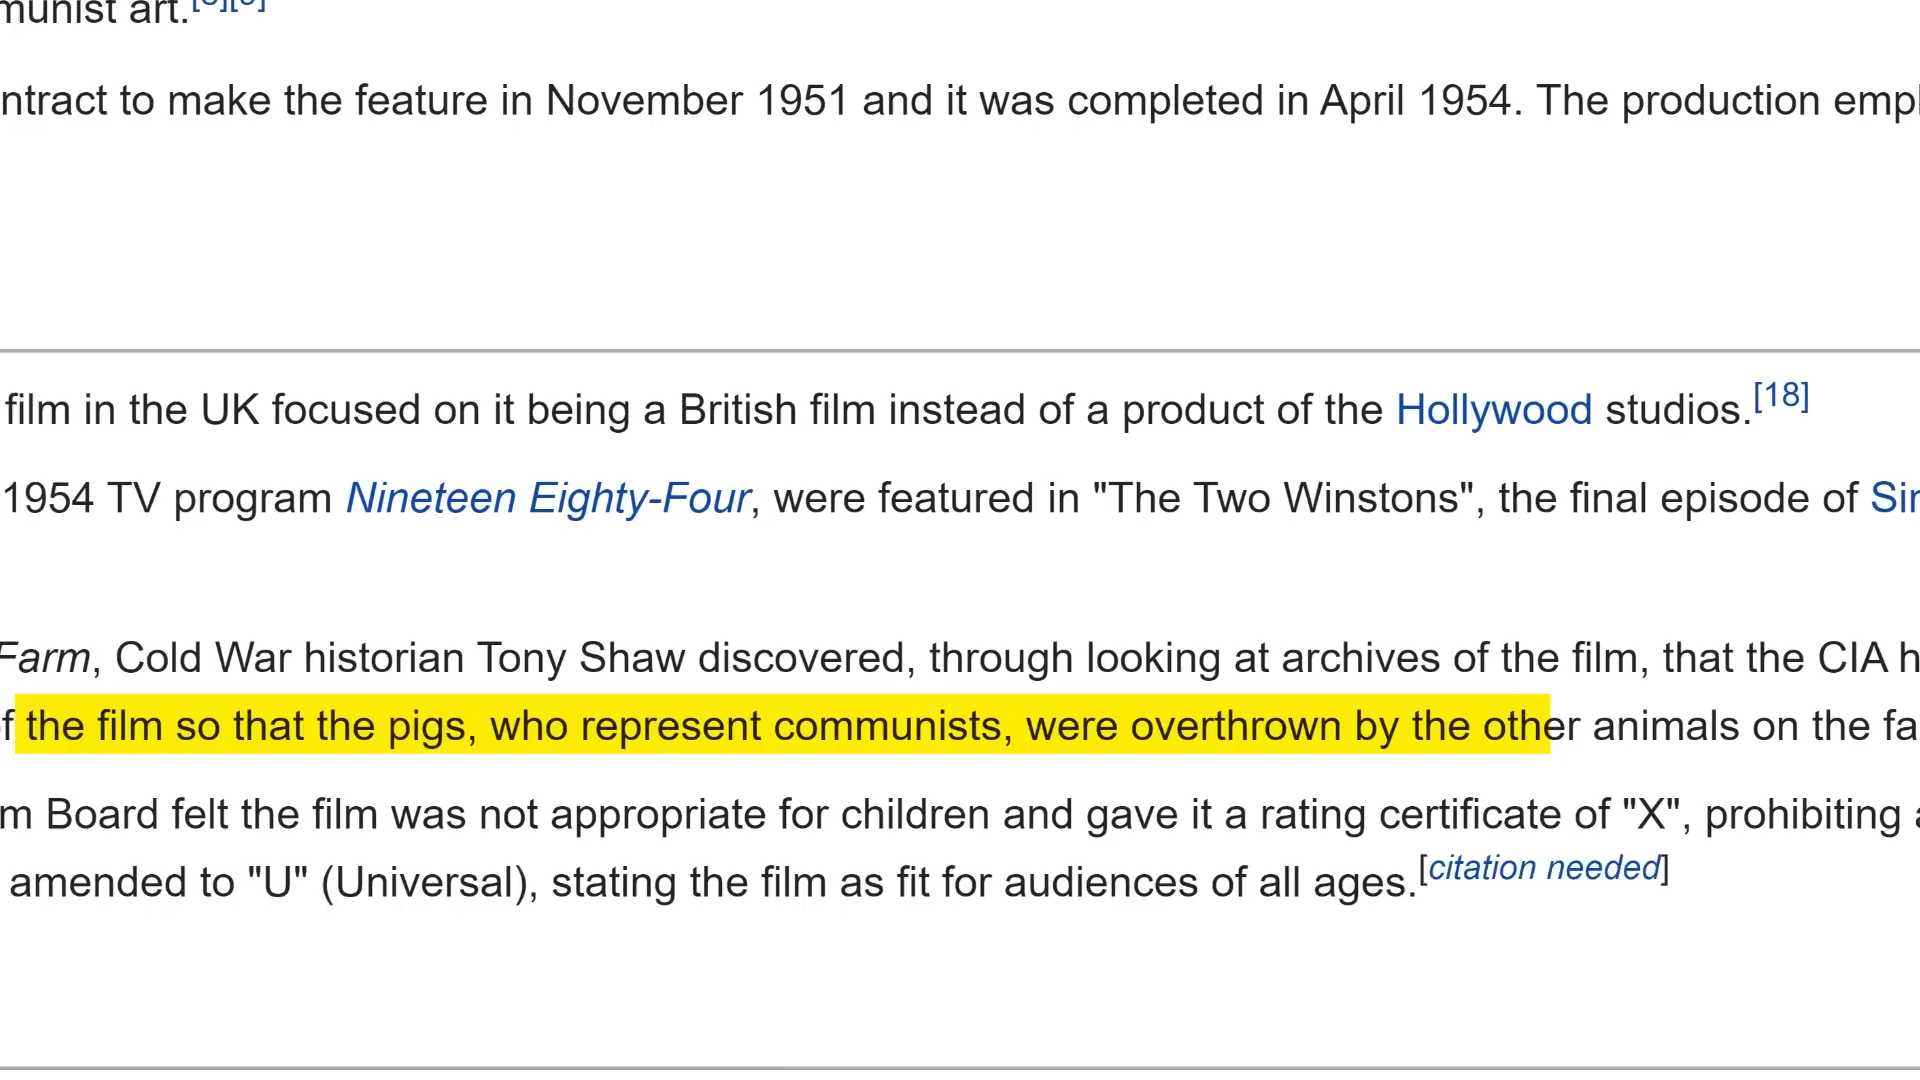 munist art.
ntract to make the feature in November 1951 and it was completed in April 1954. The production empl
film in the UK focused on it being a British film instead of a product of the Hollywood studios.[18]
1954 TV program Nineteen Eighty-Four, were featured in "The Two Winstons", the final episode of Sir
Farm, Cold War historian Tony Shaw discovered, through looking at archives of the film, that the CIA h
f the film so that the pigs, who represent communists, were overthrown by the other animals on the fa
m Board felt the film was not appropriate for children and gave it a rating certificate of "X", prohibiting a
amended to "U" (Universal), stating the film as fit for audiences of all ages.[citation needed]